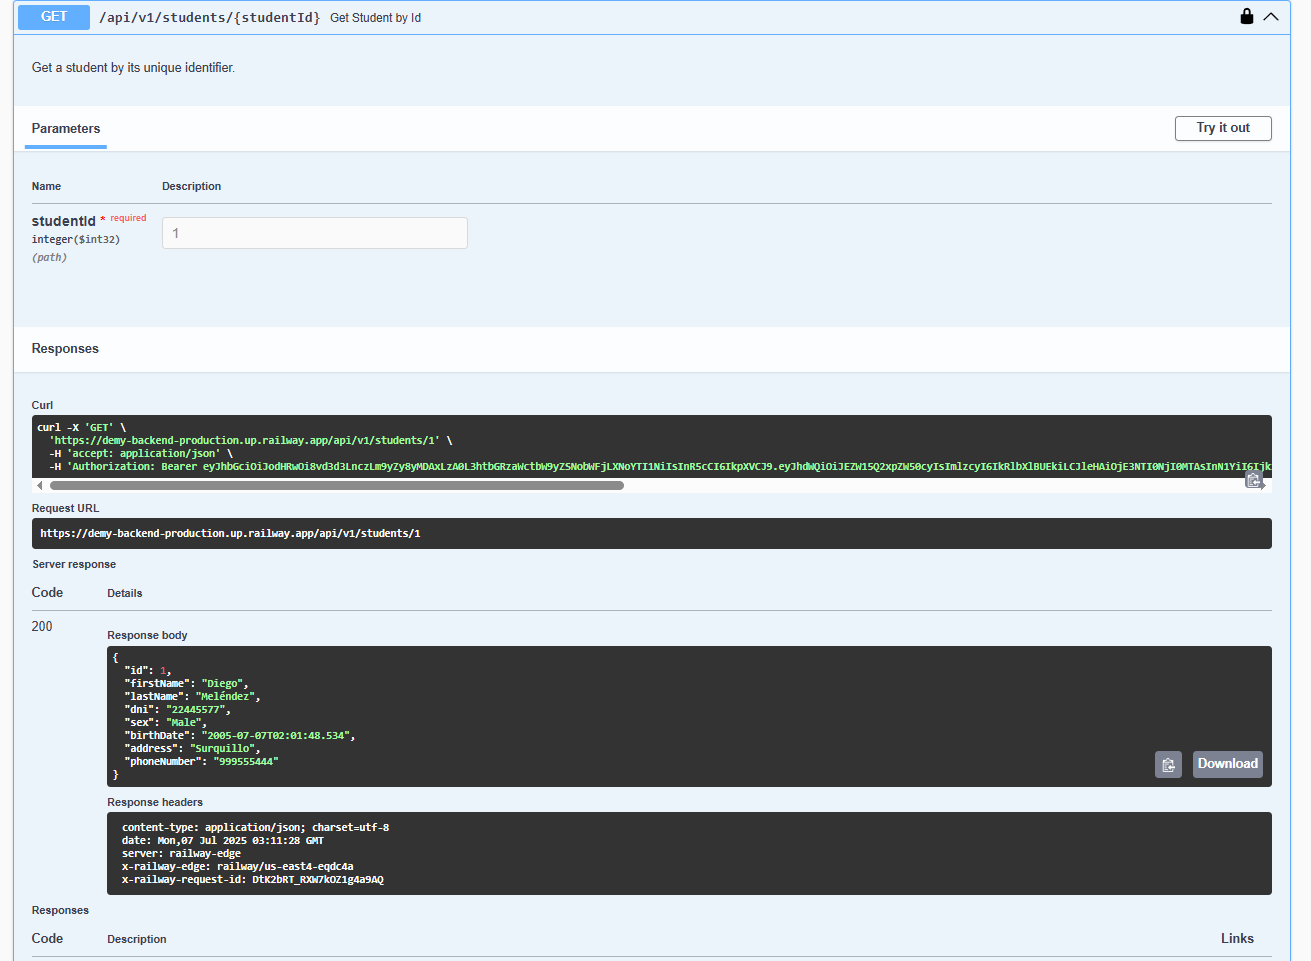 GET /api/v1/students/{studentId} Get Student by Id
Get a student by its unique identifier.
Parameters
Try it out
Name Description
studentId * required
integer($int32)
(path)
1
Responses
Curl
curl -X 'GET' \
'https://demy-backend-production.up.railway.app/api/v1/students/1' \
-H 'accept: application/json' \
-H 'Authorization: Bearer
Request URL
https://demy-backend-production.up.railway.app/api/v1/students/1
Server response
Code Details
200
Response body
{
"id": 1,
"firstName": "Diego",
"lastName": "Meléndez",
"dni": "22445577",
"sex": "Male",
"birthDate": "2005-07-07T02:01:48.534",
"address": "Surquillo",
"phoneNumber": "999555444"
}
Download
Response headers
content-type: application/json; charset=utf-8
date: Mon,07 Jul 2025 03:11:28 GMT
server: railway-edge
x-railway-edge: railway/us-east4-eqdc4a
x-railway-request-id: DtK2bRT_RXW7kOZ1g4a9AQ
Responses
Code Description Links